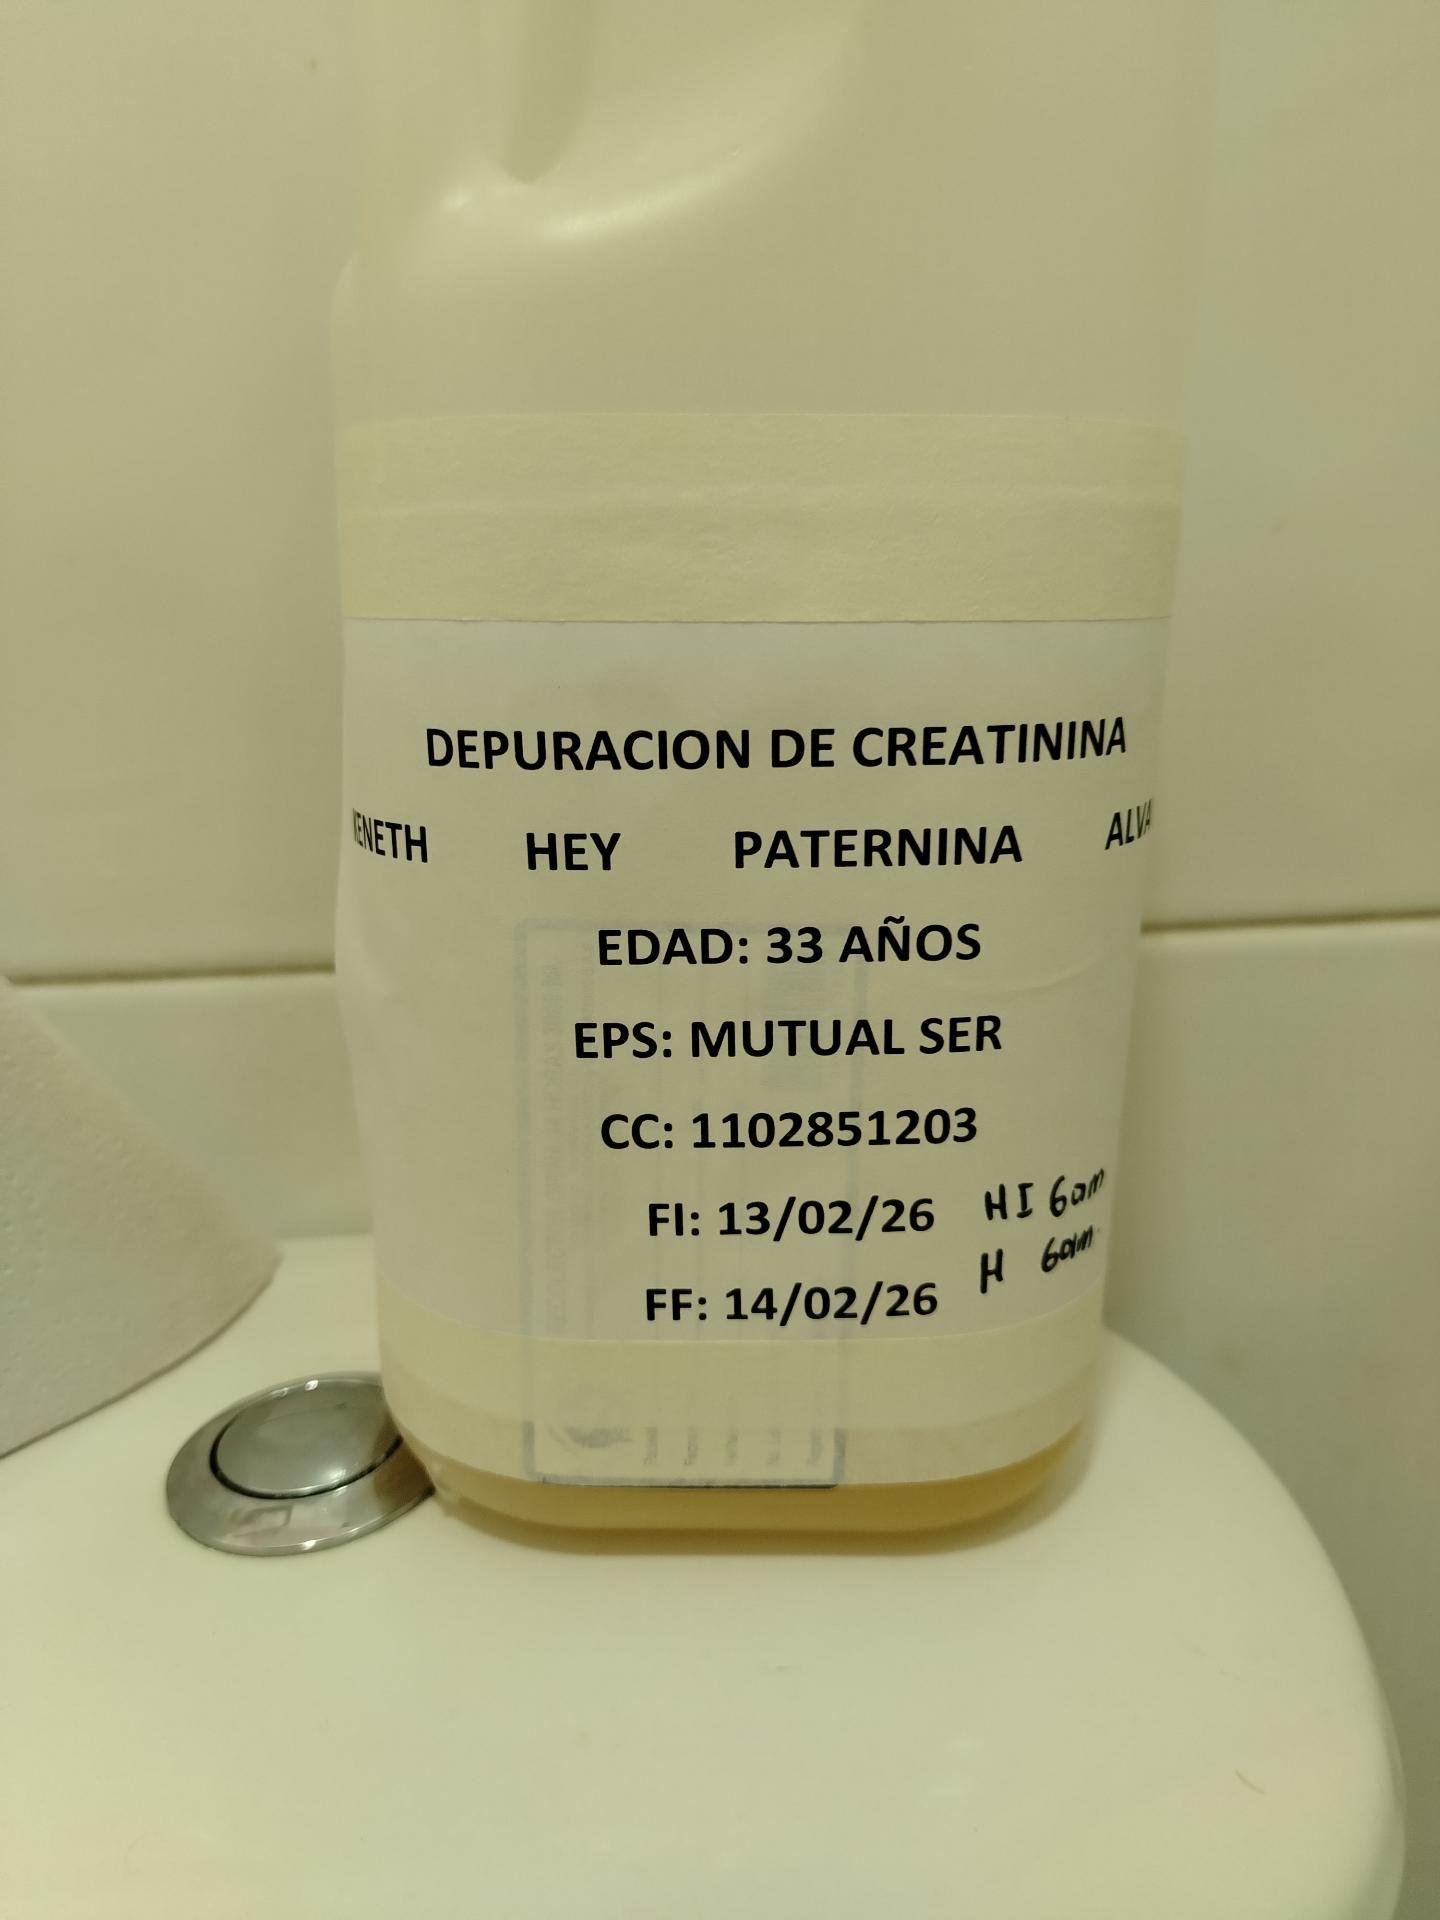 DEPURACION DE CREATININA
KENETH HEY PATERNINA ALVA
EDAD: 33 AÑOS
EPS: MUTUAL SER
CC: 1102851203
FI: 13/02/26 HI 6am
FF: 14/02/26 H 6am